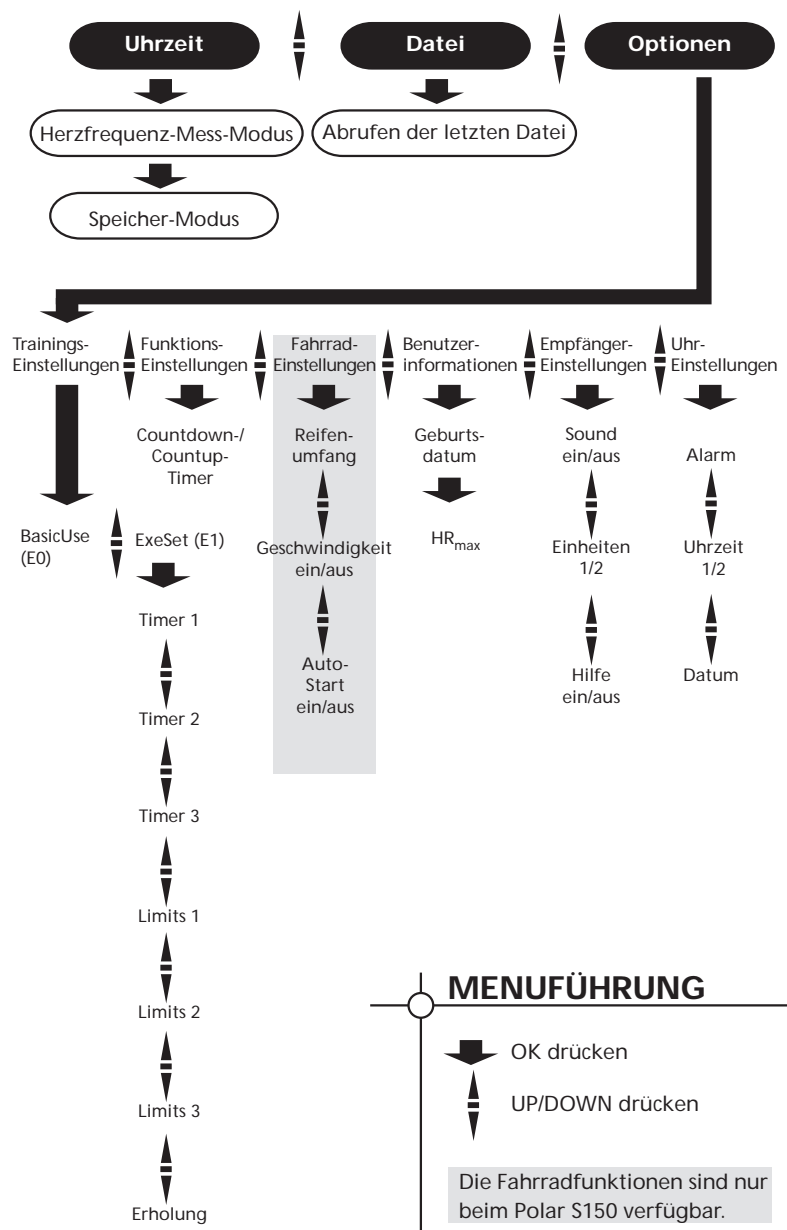 Uhrzeit
Datei
Optionen
Herzfrequenz-Mess-Modus
Abrufen der letzten Datei
Speicher-Modus
Trainings-
Einstellungen
Funktions-
Einstellungen
Fahrrad-
Einstellungen
Benutzer-
informationen
Empfänger-
Einstellungen
Uhr-
Einstellungen
Countdown-/
Countup-
Timer
Reifen-
umfang
Geburts-
datum
Sound
ein/aus
Alarm
BasicUse
(E0)
ExeSet (E1)
Geschwindigkeit
ein/aus
HRmax
Einheiten
1/2
Uhrzeit
1/2
Timer 1
Auto-
Start
ein/aus
Hilfe
ein/aus
Datum
Timer 2
Timer 3
Limits 1
Limits 2
Limits 3
Erholung
MENUFÜHRUNG
OK drücken
UP/DOWN drücken
Die Fahrradfunktionen sind nur
beim Polar S150 verfügbar.